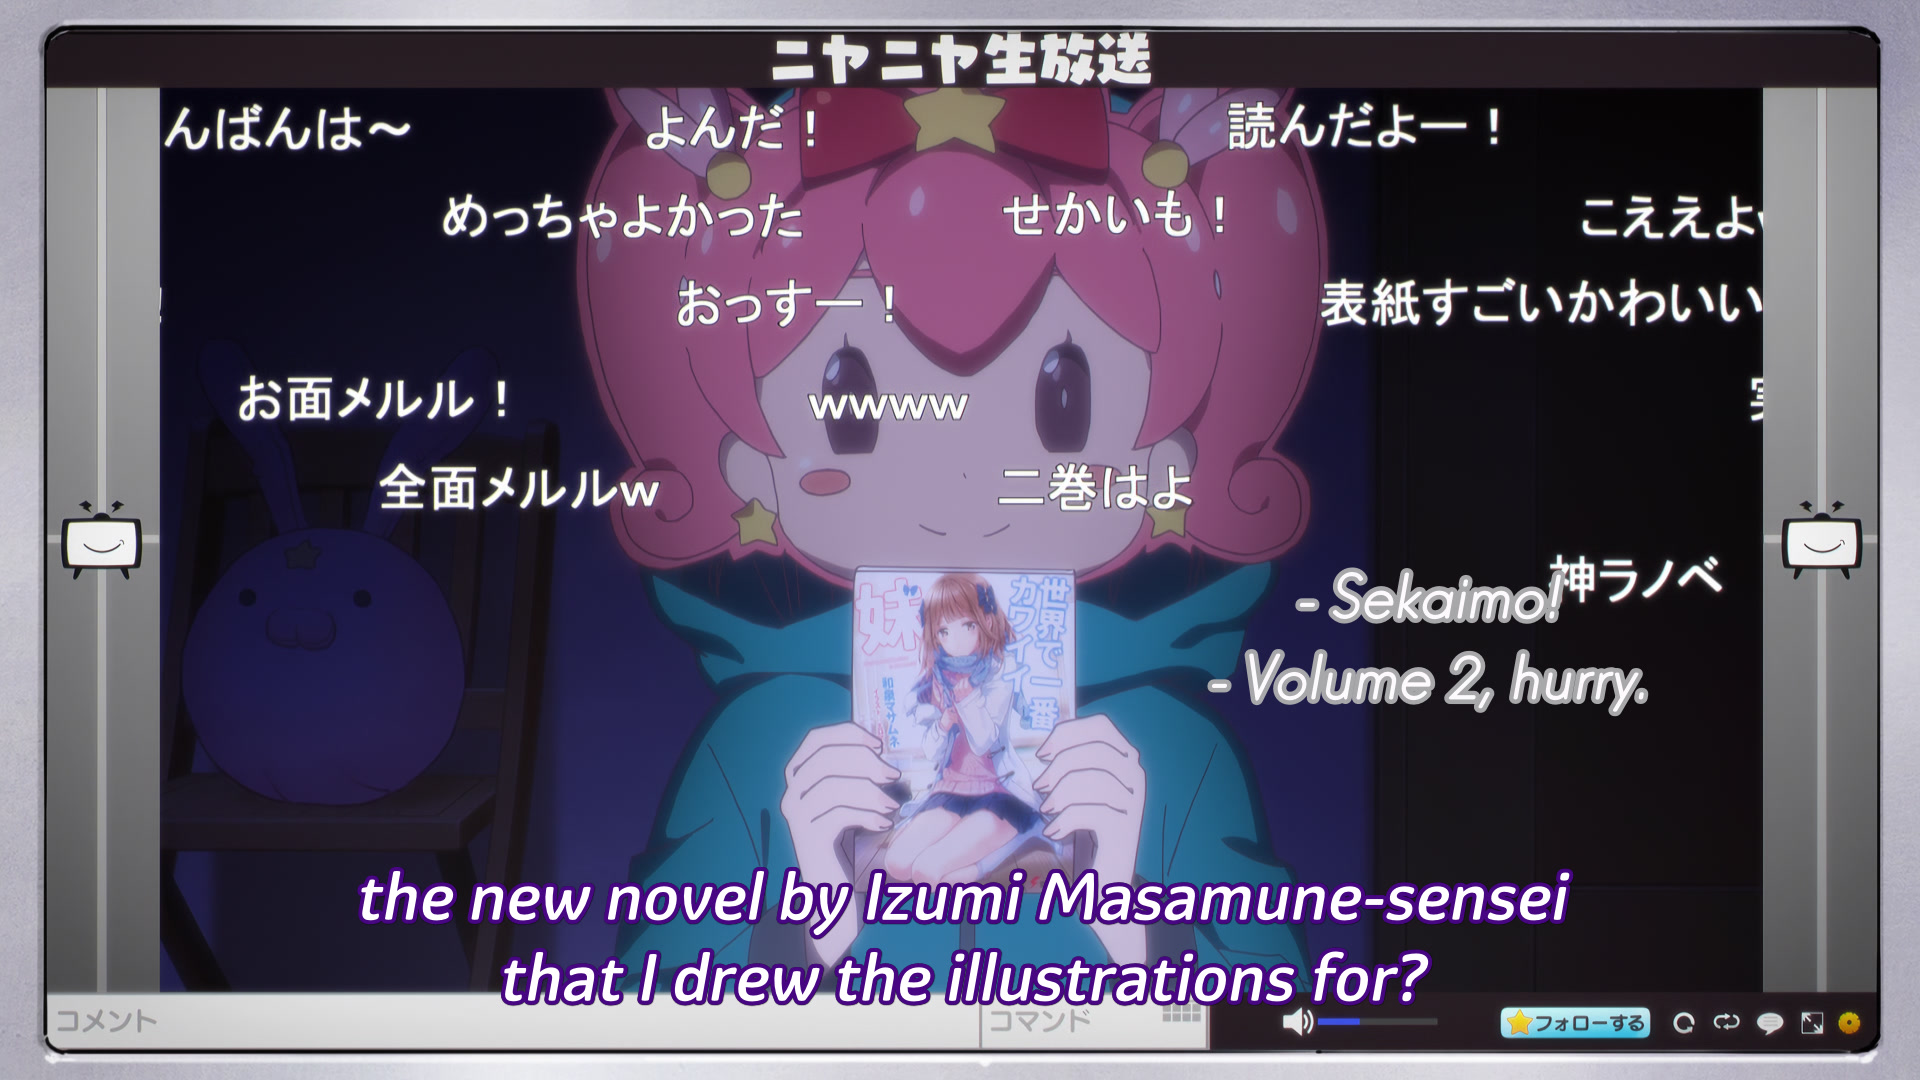 ニヤニヤ生放送
んばんは～
よんだ！
読んだよー！
めっちゃよかった
せかいも！
こええよw
おっすー！
表紙すごいかわいい
お面メルル！
wwww
全面メルルw
二巻はよ
神ラノベ
- Sekaimo!
- Volume 2, hurry.
世界で一番
カワイイ
妹
和泉マサムネ
イラスト
the new novel by Izumi Masamune-sensei
that I drew the illustrations for?
コメント
コマンド
フォローする